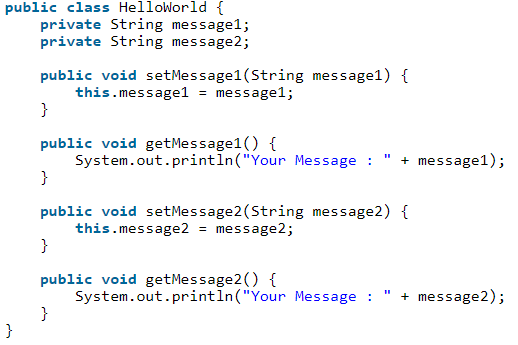 public class HelloWorld {
    private String message1;
    private String message2;

    public void setMessage1(String message1) {
        this.message1 = message1;
    }

    public void getMessage1() {
        System.out.println("Your Message : " + message1);
    }

    public void setMessage2(String message2) {
        this.message2 = message2;
    }

    public void getMessage2() {
        System.out.println("Your Message : " + message2);
    }
}